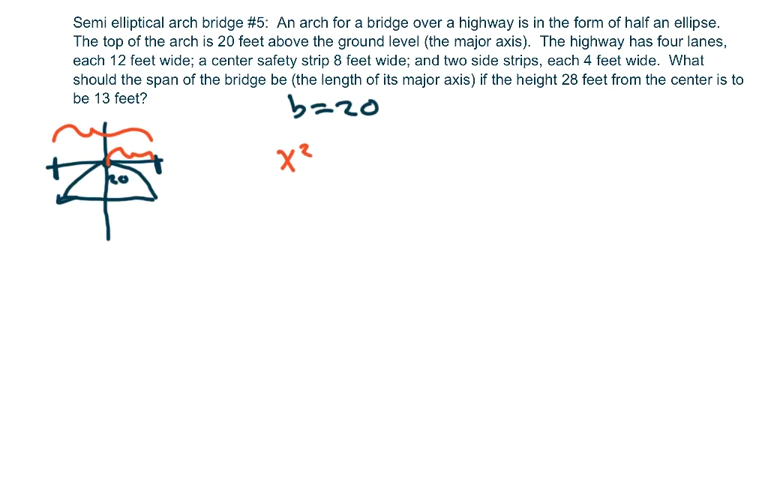 Semi elliptical arch bridge #5:  An arch for a bridge over a highway is in the form of half an ellipse.
The top of the arch is 20 feet above the ground level (the major axis).  The highway has four lanes,
each 12 feet wide; a center safety strip 8 feet wide; and two side strips, each 4 feet wide.  What
should the span of the bridge be (the length of its major axis) if the height 28 feet from the center is to
be 13 feet?
b=20
x²
20